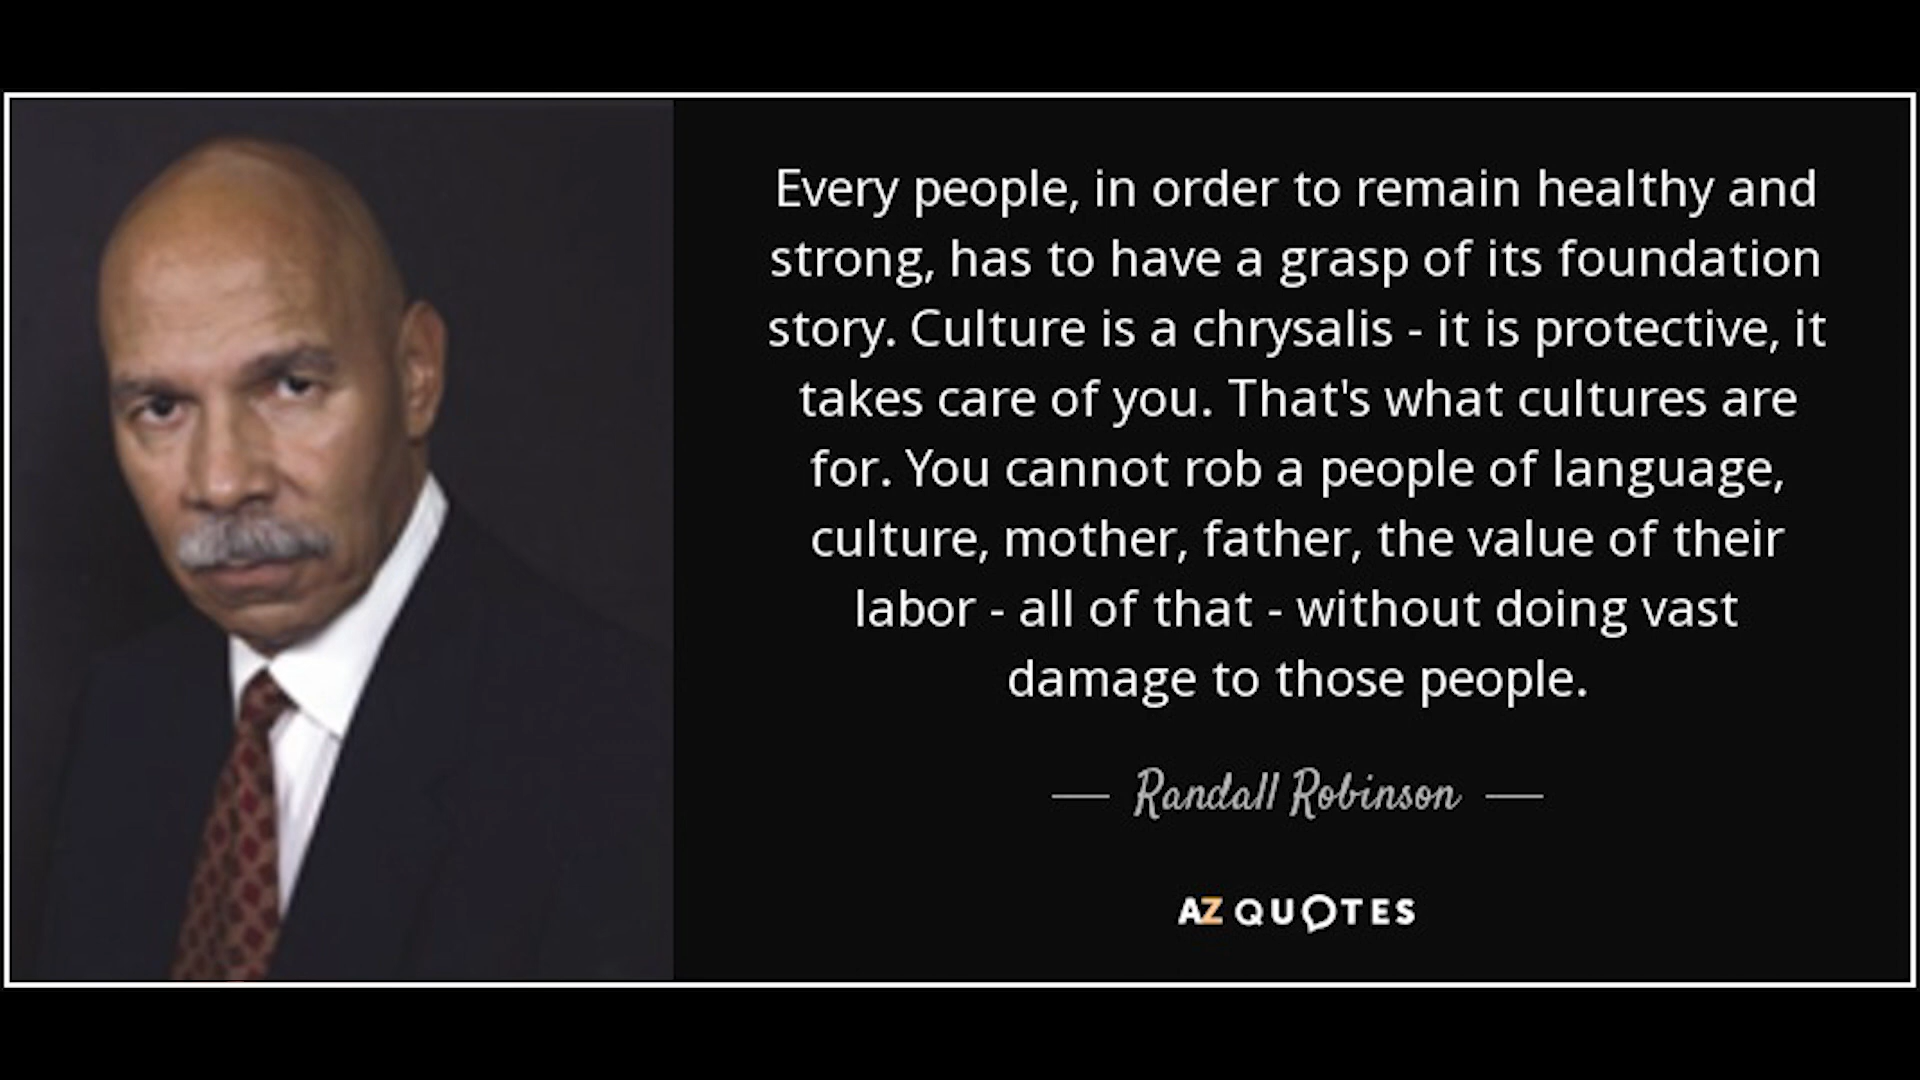 Every people, in order to remain healthy and
strong, has to have a grasp of its foundation
story. Culture is a chrysalis - it is protective, it
takes care of you. That's what cultures are
for. You cannot rob a people of language,
culture, mother, father, the value of their
labor - all of that - without doing vast
damage to those people.
— Randall Robinson —
AZ QUOTES